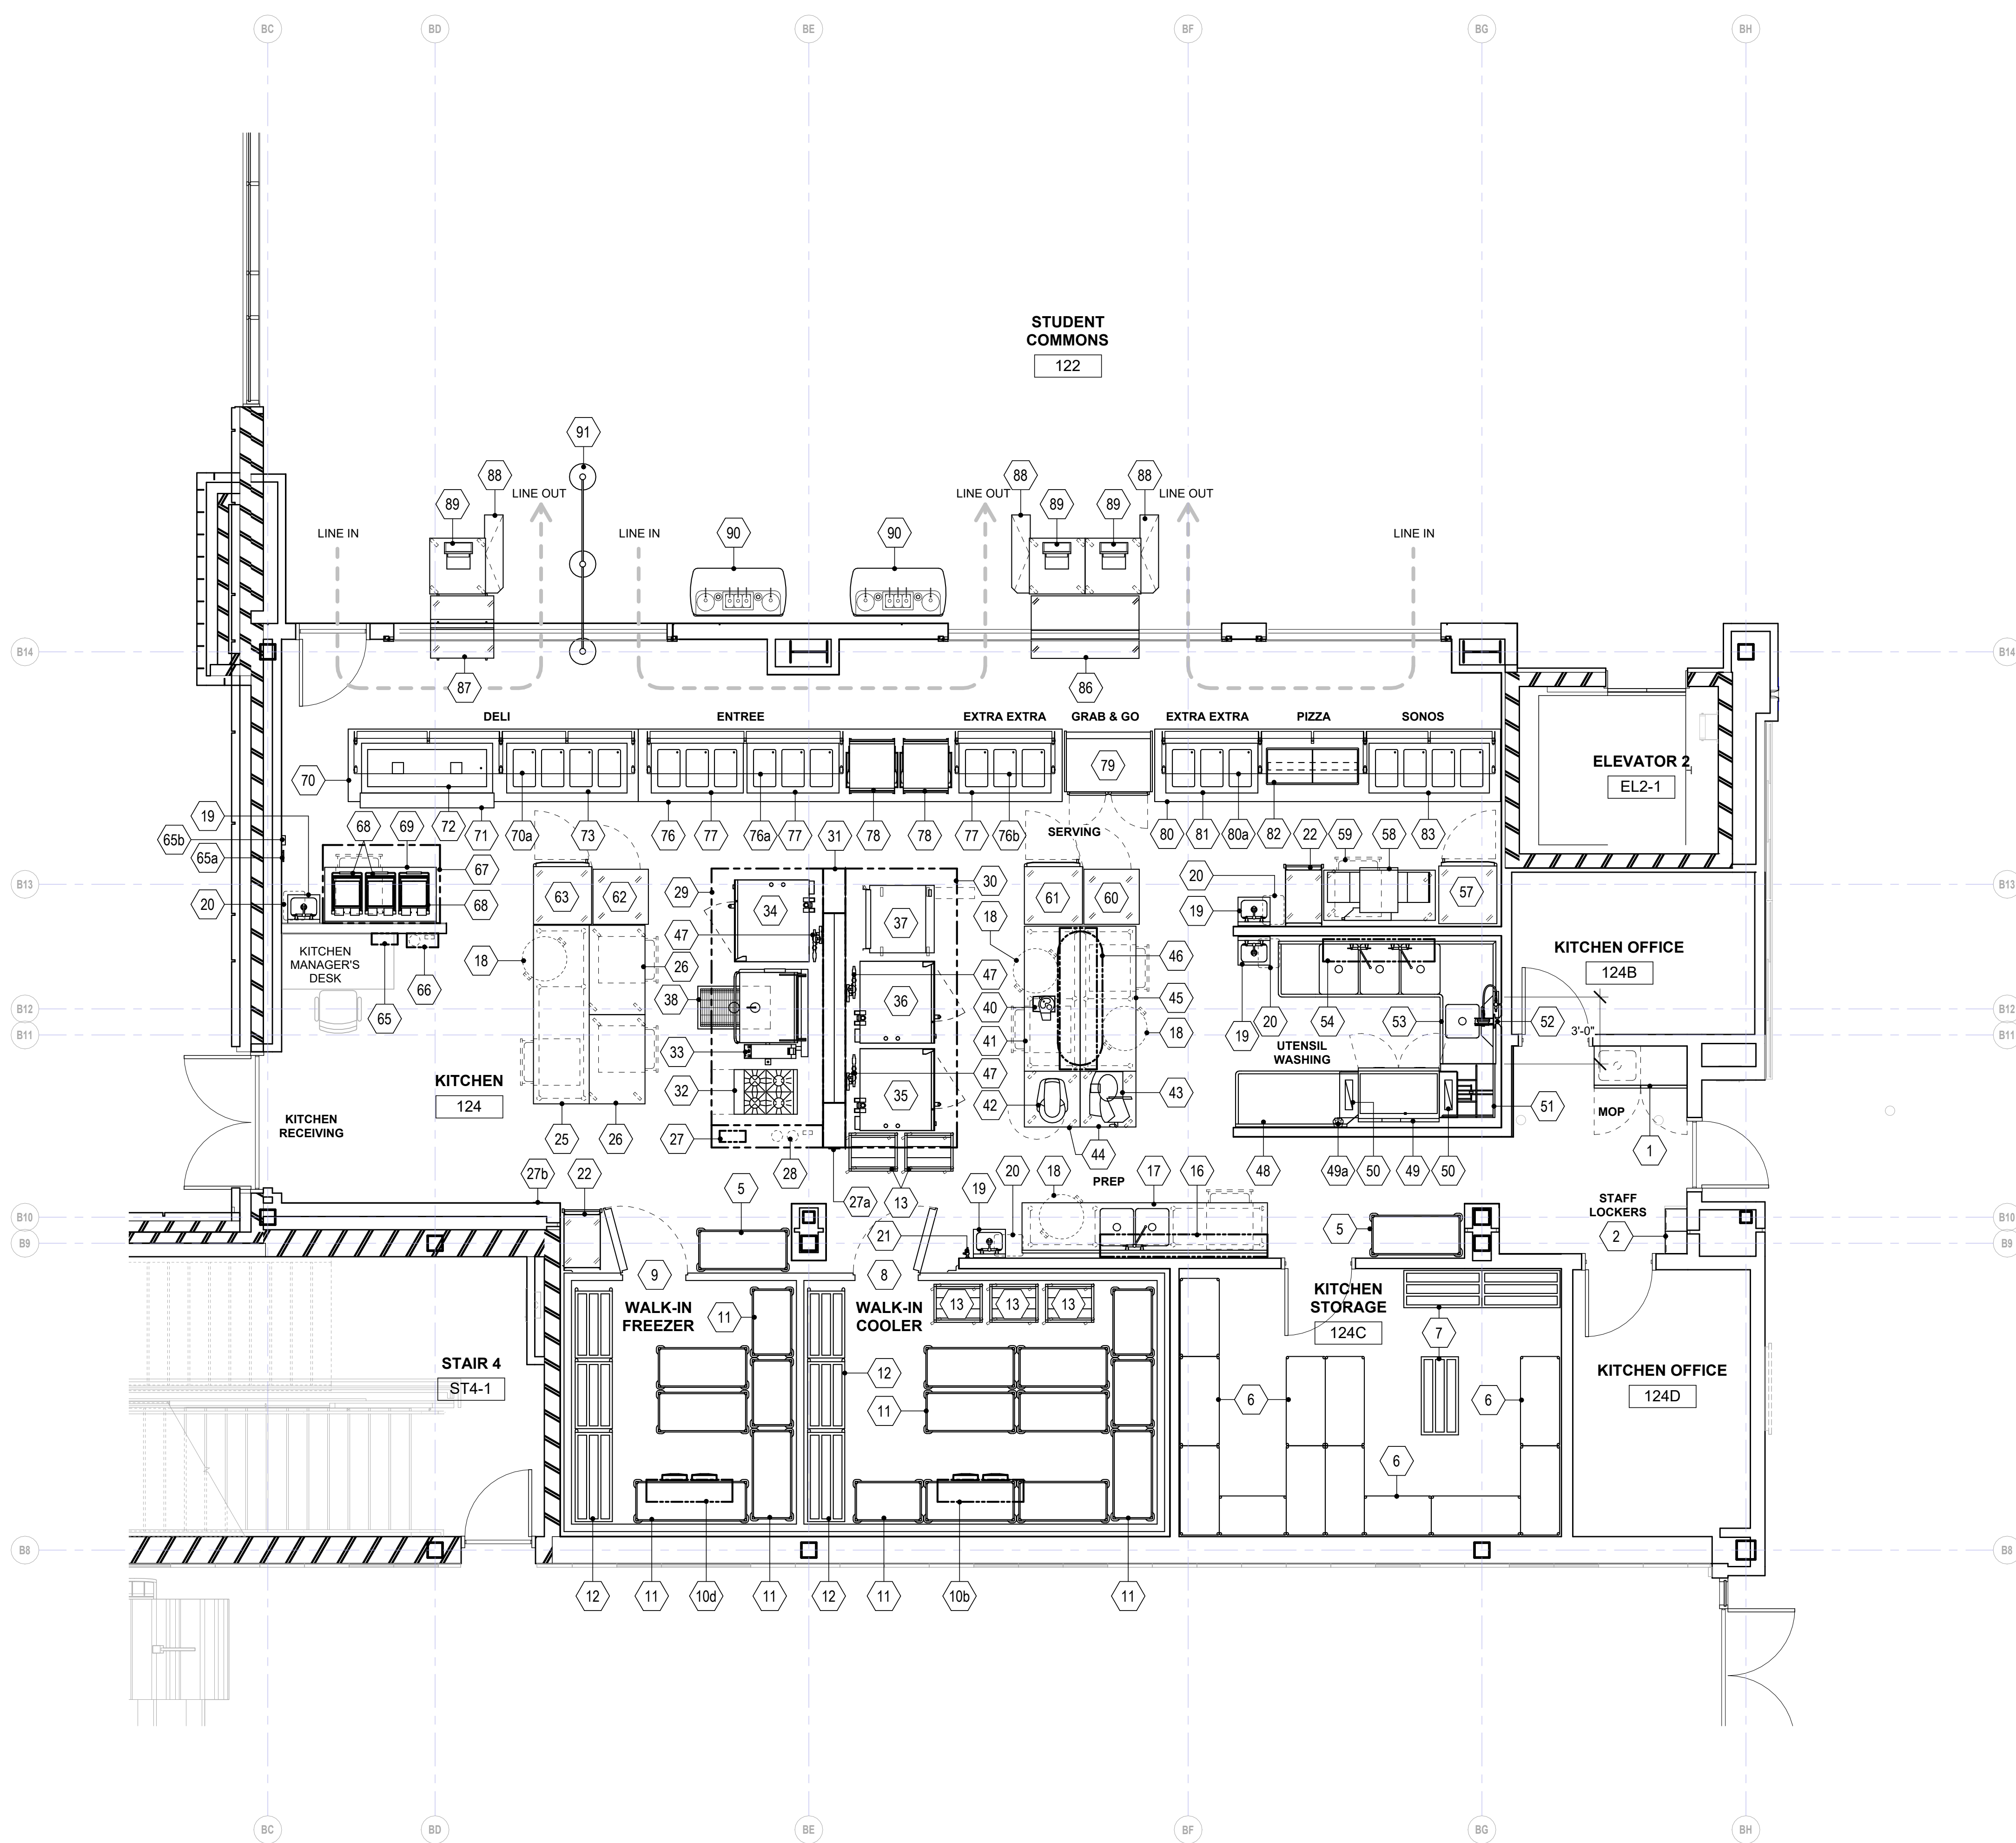 BC BD BE BF BG BH
STUDENT
COMMONS
122
91
88 88 88
89 89 89
LINE OUT LINE OUT LINE OUT
LINE IN LINE IN LINE IN
90 90
B14 B14
87 86
DELI ENTREE EXTRA EXTRA GRAB & GO EXTRA EXTRA PIZZA SONOS
ELEVATOR 2
EL2-1
70 79
19 68 69 72 71 70a 73 76 77 76a 77 31 78 78 77 76b SERVING 80 81 80a 82 22 59 58 83
65b
65a
67
B13 B13
29 30 20
63 62 34 37 61 60 57
20 68 18 19
47
KITCHEN
MANAGER'S
DESK
KITCHEN OFFICE
124B
18 26 46
66 47
38 36 40 45
65
B12 B12
B11 B11
19 20 54 53 52
3'-0"
41 18
UTENSIL
WASHING
33
KITCHEN
124
47
32 35 42 43
51
MOP
KITCHEN
RECEIVING
25 26 27 28 44 48 49a 50 49 50 1
27b 22 5 27a 13 20 18 PREP 17 16
19
STAFF
LOCKERS
B10 B10
21 5 2
B9 B9
9 8
WALK-IN
FREEZER
WALK-IN
COOLER
11 13 13 13
KITCHEN
STORAGE
124C
7
STAIR 4
ST4-1
12
KITCHEN OFFICE
124D
11 6 6
6
B8 B8
12 11 10d 11 12 11 10b 11
BC BD BE BF BG BH